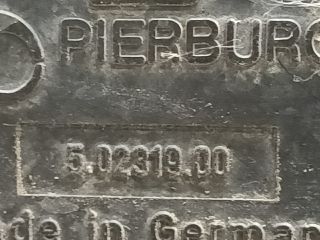 PIERBURG
5.02319.00
de in German